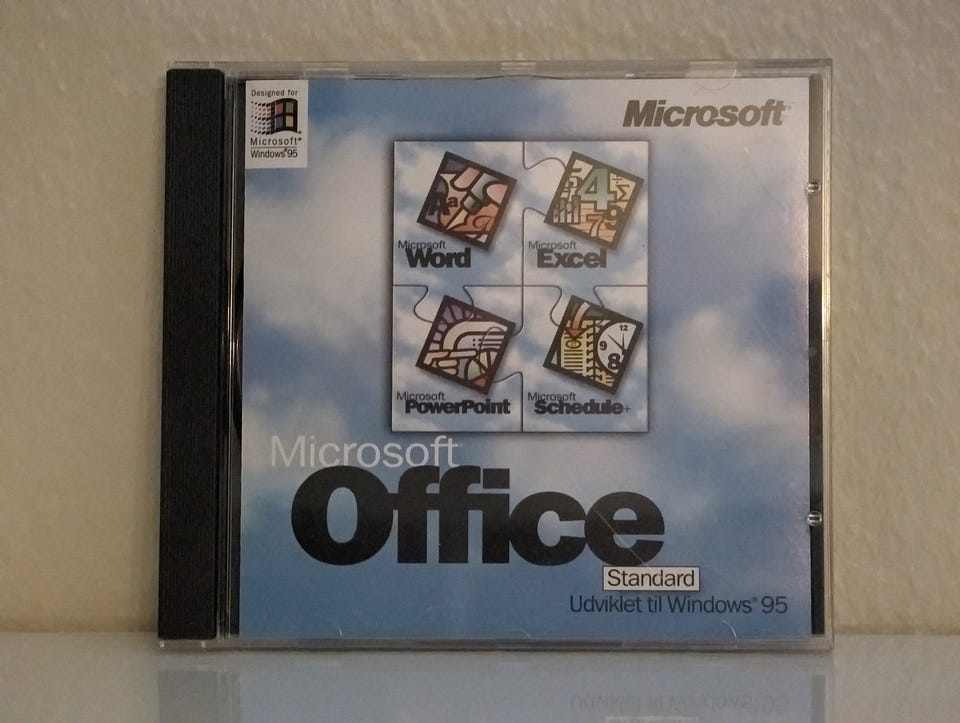 Designed for
Microsoft®
Windows®95
Microsoft®
Microsoft
Word
Microsoft
Excel
Microsoft
PowerPoint
Microsoft
Schedule+
Microsoft®
Office
Standard
Udviklet til Windows® 95